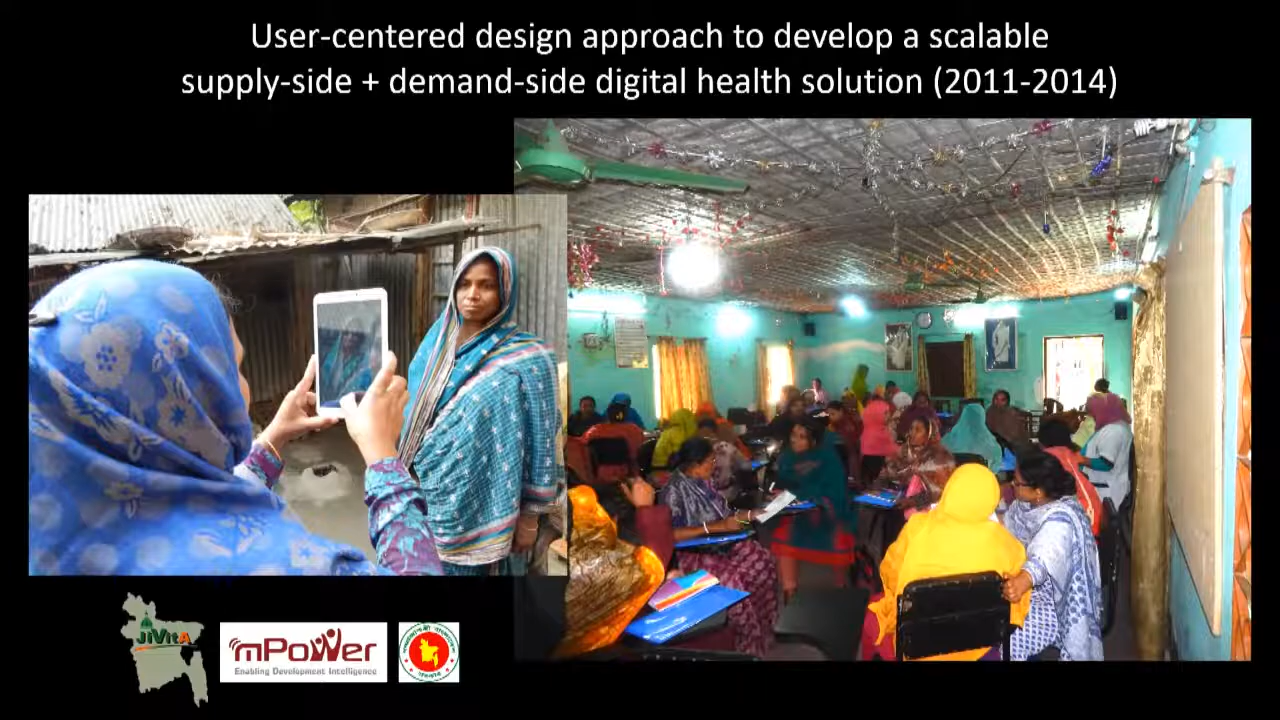 User-centered design approach to develop a scalable
supply-side + demand-side digital health solution (2011-2014)
JiVitA
mPower
Enabling Development Intelligence